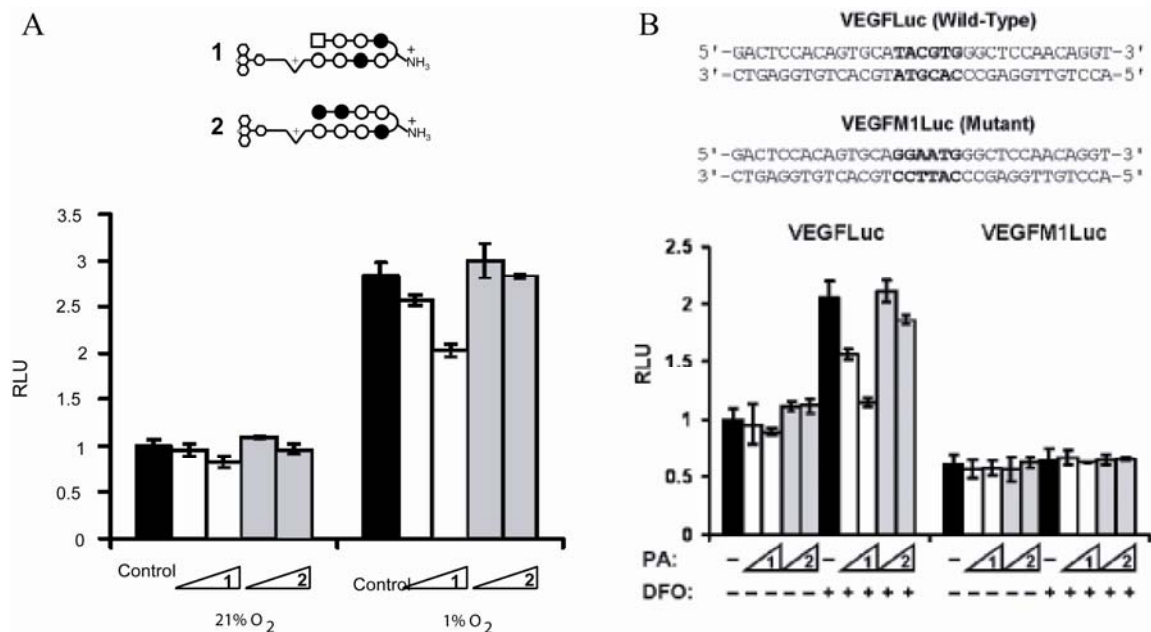 A
1
+
+
NH3
2
+
+
NH3
3.5
3
2.5
2
1.5
1
0.5
0
RLU
Control
1
2
Control
1
2
21% O2
1% O2
B
VEGFLuc (Wild-Type)
5'-GACTCCACAGTGCATACGTGGGCTCCAACAGGT-3'
3'-CTGAGGTGTCACGTATGCACCCGAGGTTGTCCA-5'
VEGFM1Luc (Mutant)
5'-GACTCCACAGTGCAGGAATGGGCTCCAACAGGT-3'
3'-CTGAGGTGTCACGTCCTTACCCGAGGTTGTCCA-5'
VEGFLuc
VEGFM1Luc
2.5
2
1.5
1
0.5
0
RLU
PA: – 1 2 – 1 2 – 1 2 – 1 2
DFO: – – – – – + + + + + – – – – – + + + + +